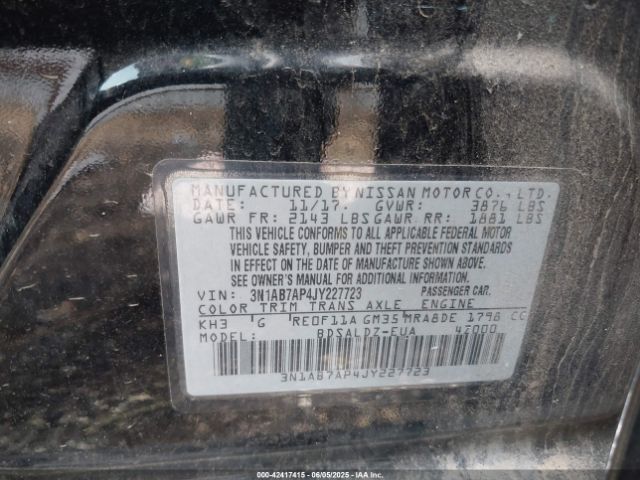 MANUFACTURED BY NISSAN MOTOR CO., LTD.
DATE: 11/17. GVWR: 3876 LBS
GAWR FR: 2143 LBS GAWR RR: 1881 LBS
THIS VEHICLE CONFORMS TO ALL APPLICABLE FEDERAL MOTOR
VEHICLE SAFETY, BUMPER AND THEFT PREVENTION STANDARDS
IN EFFECT ON THE DATE OF MANUFACTURE SHOWN ABOVE.
SEE OWNER'S MANUAL FOR ADDITIONAL INFORMATION.
VIN: 3N1AB7AP4JY227723 PASSENGER CAR.
COLOR TRIM TRANS AXLE ENGINE
KH3 G RE0F11A GM35 MRA8DE 1798 CC
MODEL: BDSALDZ-EUA
3N1AB7AP4JY227723
000-42417415 - 06/05/2025 - IAAI.COM